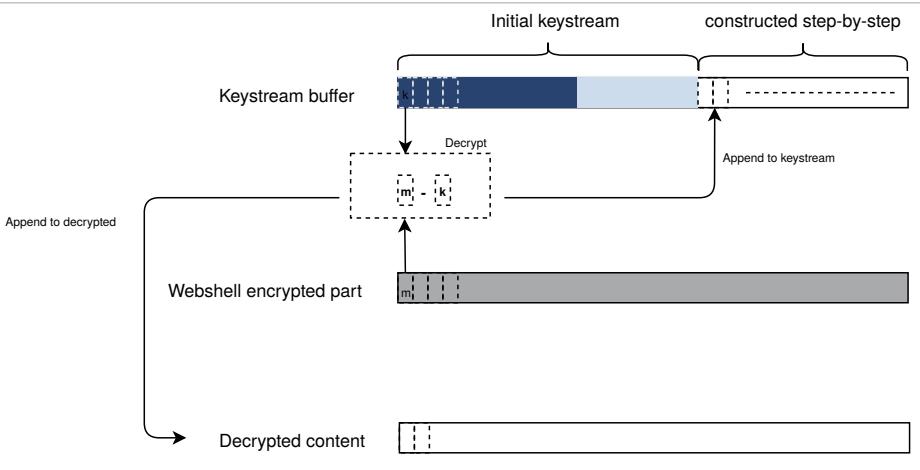 Initial keystream
constructed step-by-step
Keystream buffer
k
Decrypt
m - k
Append to keystream
Append to decrypted
Webshell encrypted part
m
Decrypted content